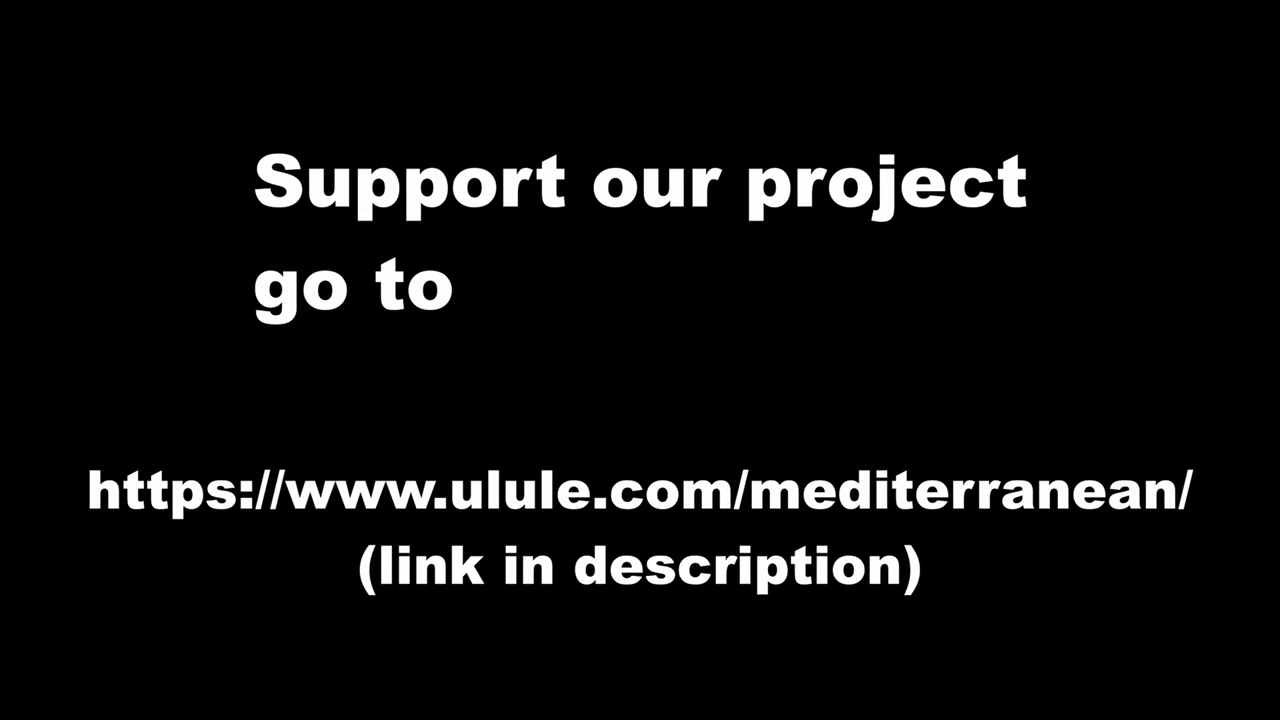 Support our project
go to
https://www.ulule.com/mediterranean/
(link in description)